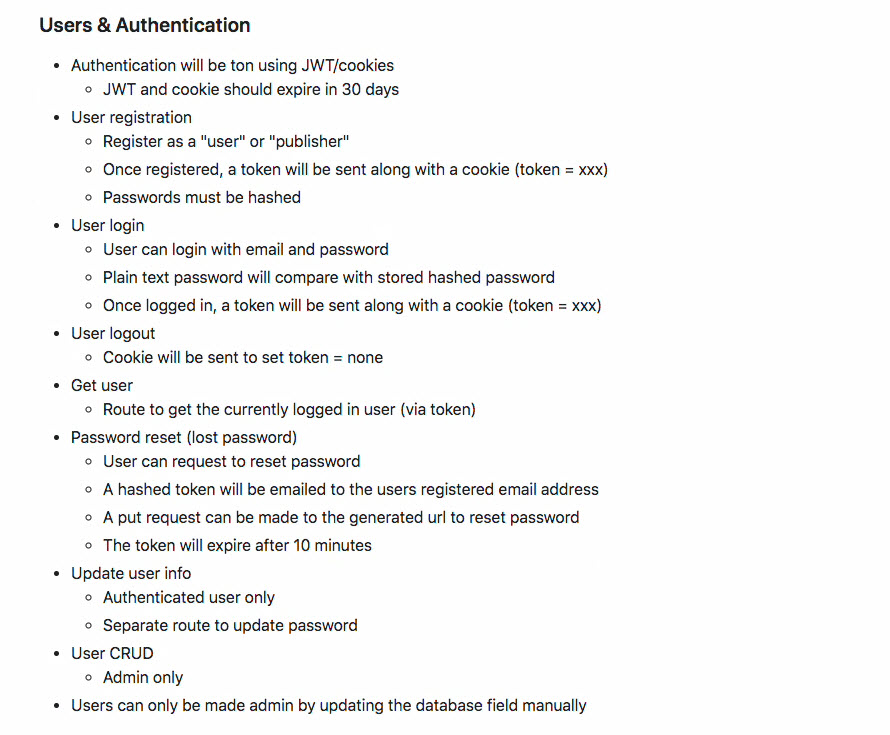 Users & Authentication
Authentication will be ton using JWT/cookies
JWT and cookie should expire in 30 days
User registration
Register as a "user" or "publisher"
Once registered, a token will be sent along with a cookie (token = xxx)
Passwords must be hashed
User login
User can login with email and password
Plain text password will compare with stored hashed password
Once logged in, a token will be sent along with a cookie (token = xxx)
User logout
Cookie will be sent to set token = none
Get user
Route to get the currently logged in user (via token)
Password reset (lost password)
User can request to reset password
A hashed token will be emailed to the users registered email address
A put request can be made to the generated url to reset password
The token will expire after 10 minutes
Update user info
Authenticated user only
Separate route to update password
User CRUD
Admin only
Users can only be made admin by updating the database field manually